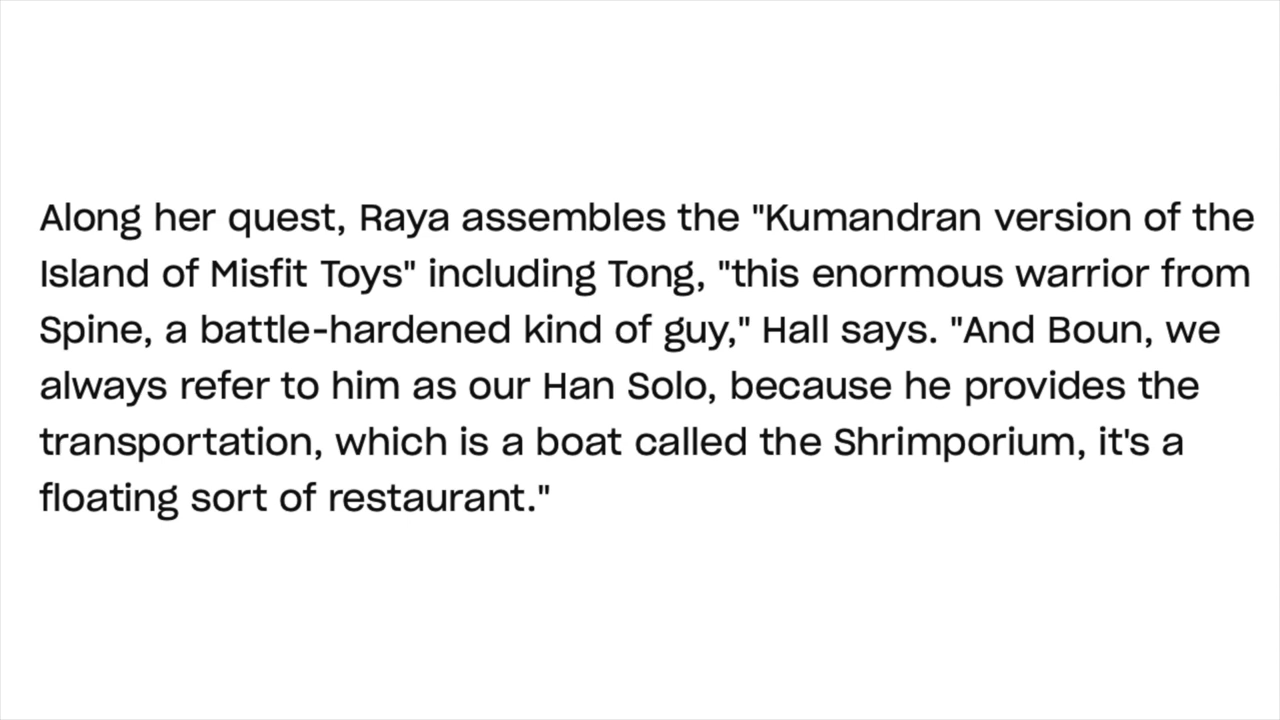 Along her quest, Raya assembles the "Kumandran version of the
Island of Misfit Toys" including Tong, "this enormous warrior from
Spine, a battle-hardened kind of guy," Hall says. "And Boun, we
always refer to him as our Han Solo, because he provides the
transportation, which is a boat called the Shrimporium, it's a
floating sort of restaurant."